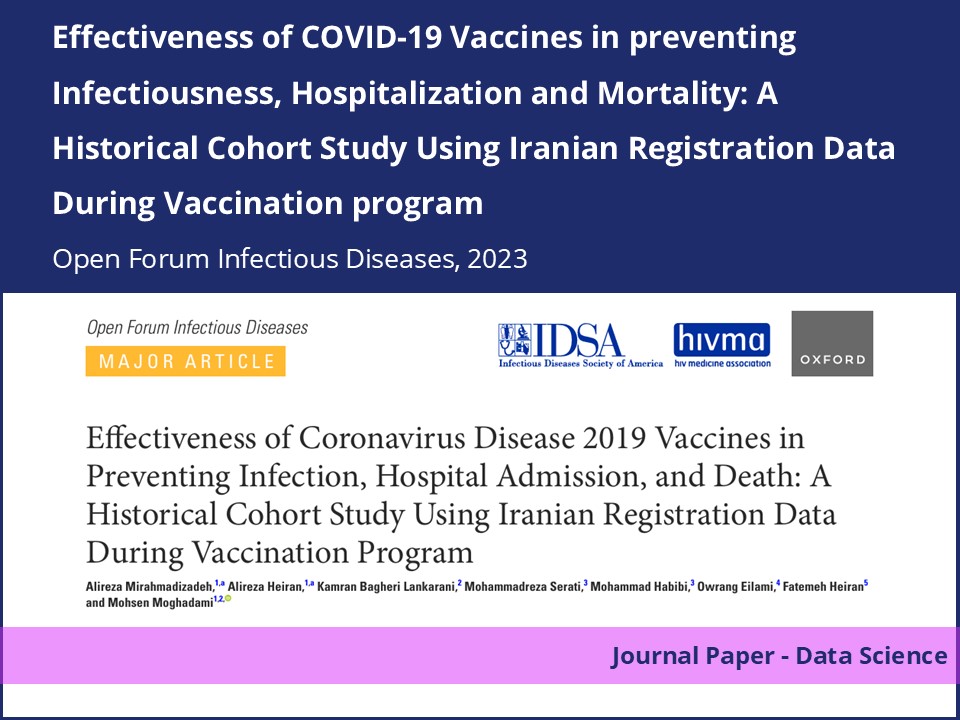 Effectiveness of COVID-19 Vaccines in preventing
Infectiousness, Hospitalization and Mortality: A
Historical Cohort Study Using Iranian Registration Data
During Vaccination program
Open Forum Infectious Diseases, 2023
Open Forum Infectious Diseases
MAJOR ARTICLE
IDSA
Infectious Diseases Society of America
hivma
hiv medicine association
OXFORD
Effectiveness of Coronavirus Disease 2019 Vaccines in
Preventing Infection, Hospital Admission, and Death: A
Historical Cohort Study Using Iranian Registration Data
During Vaccination Program
Alireza Mirahmadizadeh,1,a Alireza Heiran,1,a Kamran Bagheri Lankarani,2 Mohammadreza Serati,3 Mohammad Habibi,3 Owrang Eilami,4 Fatemeh Heiran5
and Mohsen Moghadami1,2,
Journal Paper - Data Science